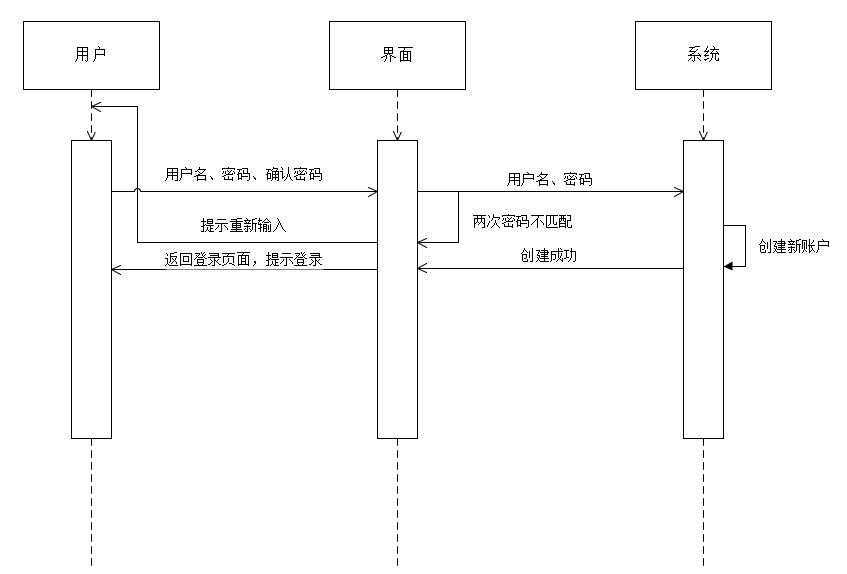 用户
界面
系统
用户名、密码、确认密码
用户名、密码
提示重新输入
两次密码不匹配
创建新账户
返回登录页面，提示登录
创建成功